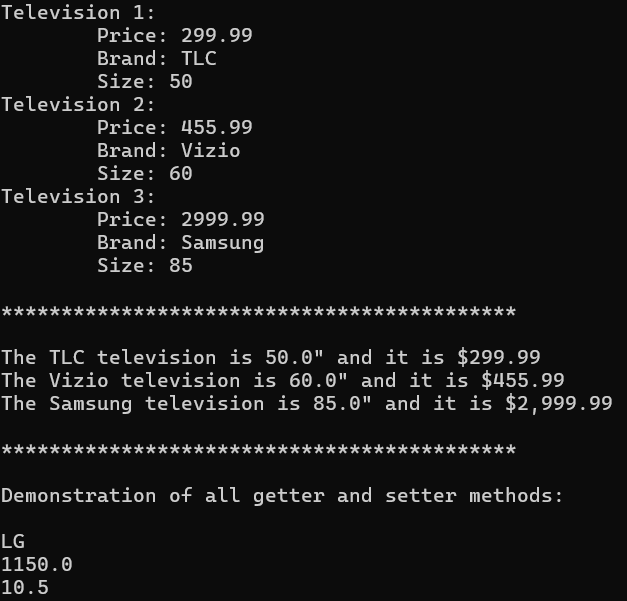 Television 1:
Price: 299.99
Brand: TLC
Size: 50
Television 2:
Price: 455.99
Brand: Vizio
Size: 60
Television 3:
Price: 2999.99
Brand: Samsung
Size: 85
*******************************************
The TLC television is 50.0" and it is $299.99
The Vizio television is 60.0" and it is $455.99
The Samsung television is 85.0" and it is $2,999.99
*******************************************
Demonstration of all getter and setter methods:
LG
1150.0
10.5